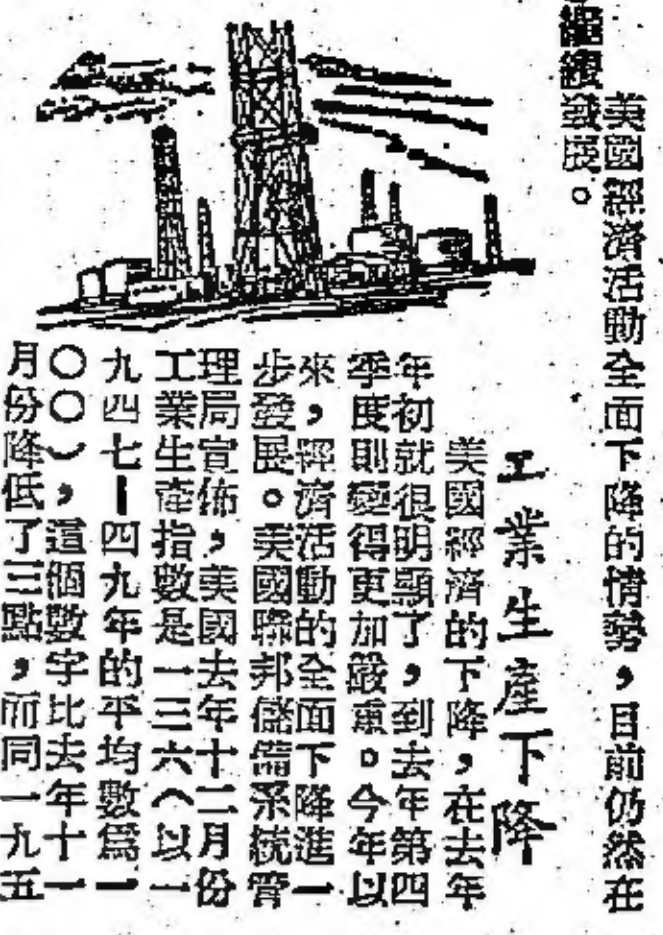 美國經濟活動全面下降的情勢，目前仍然在
繼續發展。
工業生產下降
美國經濟的下降，在去年
年初就很明顯了，到去年第四
季度則變得更加嚴重。今年以
來，經濟活動的全面下降進一
步發展。美國聯邦儲備系統管
理局宣佈，美國去年十二月份
工業生產指數是一三六（以一
九四七—四九年的平均數爲一
〇〇），這個數字比去年十一
月份降低了三點，而同一九五